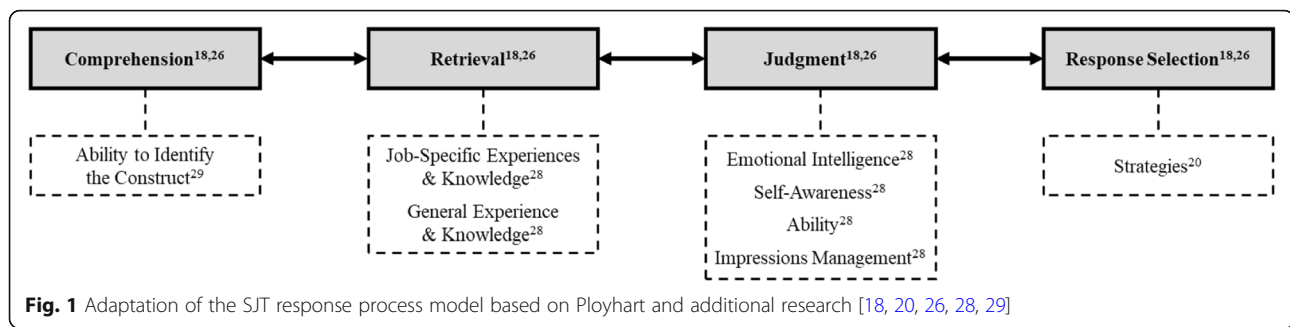 Comprehension18,26
Retrieval18,26
Judgment18,26
Response Selection18,26
Ability to Identify
the Construct29
Job-Specific Experiences
& Knowledge28
General Experience
& Knowledge28
Emotional Intelligence28
Self-Awareness28
Ability28
Impressions Management28
Strategies20
Fig. 1 Adaptation of the SJT response process model based on Ployhart and additional research [18, 20, 26, 28, 29]